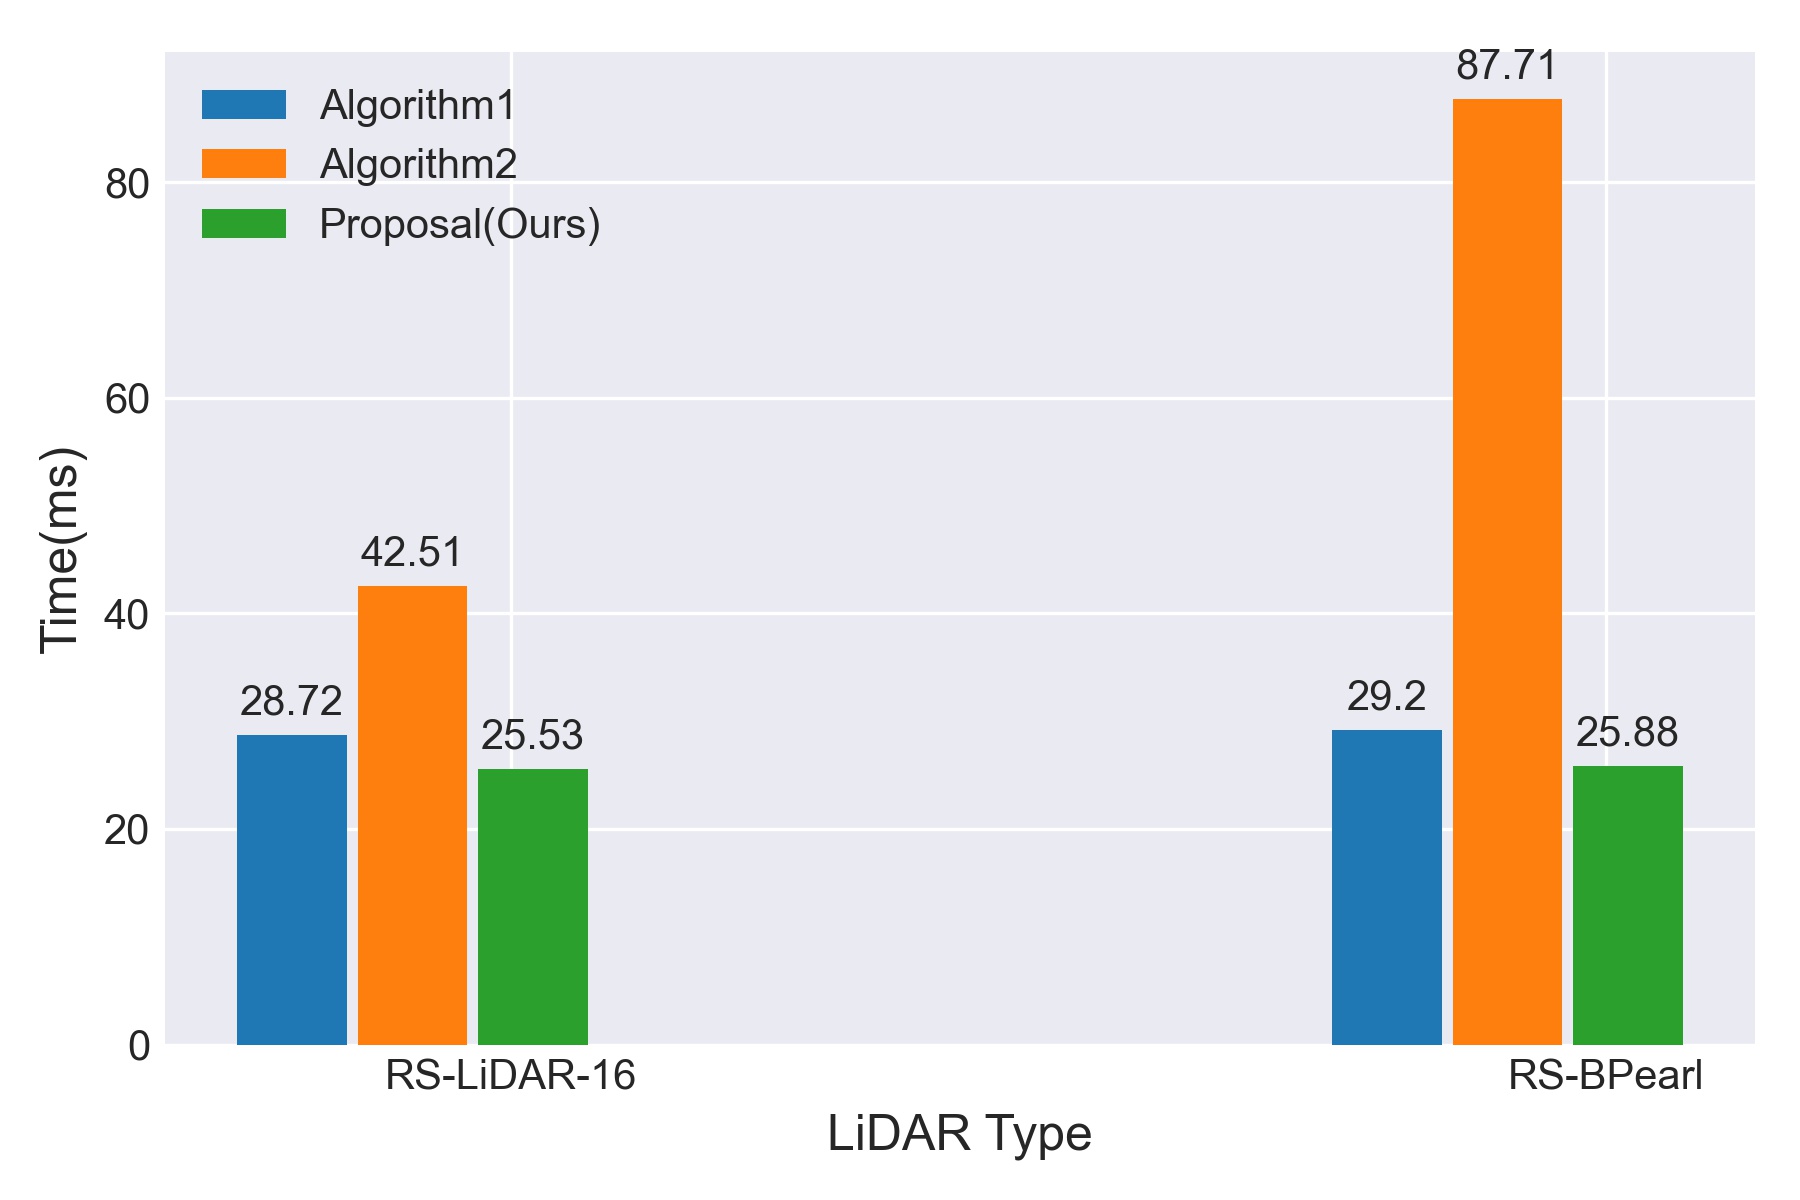 Algorithm1
Algorithm2
Proposal(Ours)
Time(ms)
80
60
40
20
0
28.72
42.51
25.53
29.2
87.71
25.88
RS-LiDAR-16
RS-BPearl
LiDAR Type